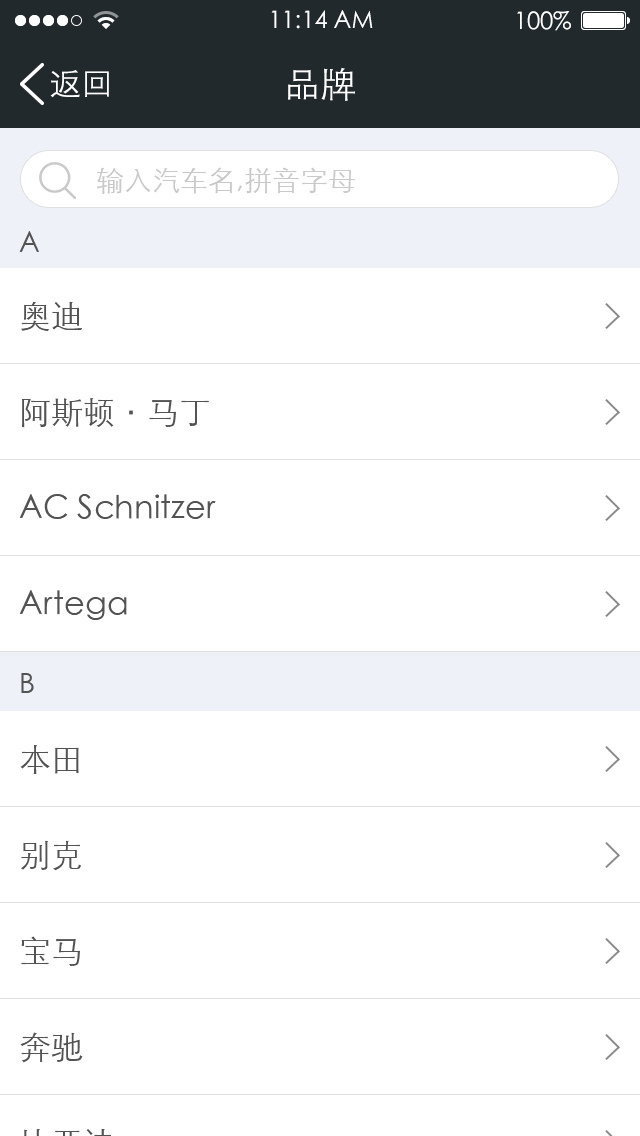 11:14 AM
100%
返回
品牌
输入汽车名,拼音字母
A
奥迪
阿斯顿·马丁
AC Schnitzer
Artega
B
本田
别克
宝马
奔驰